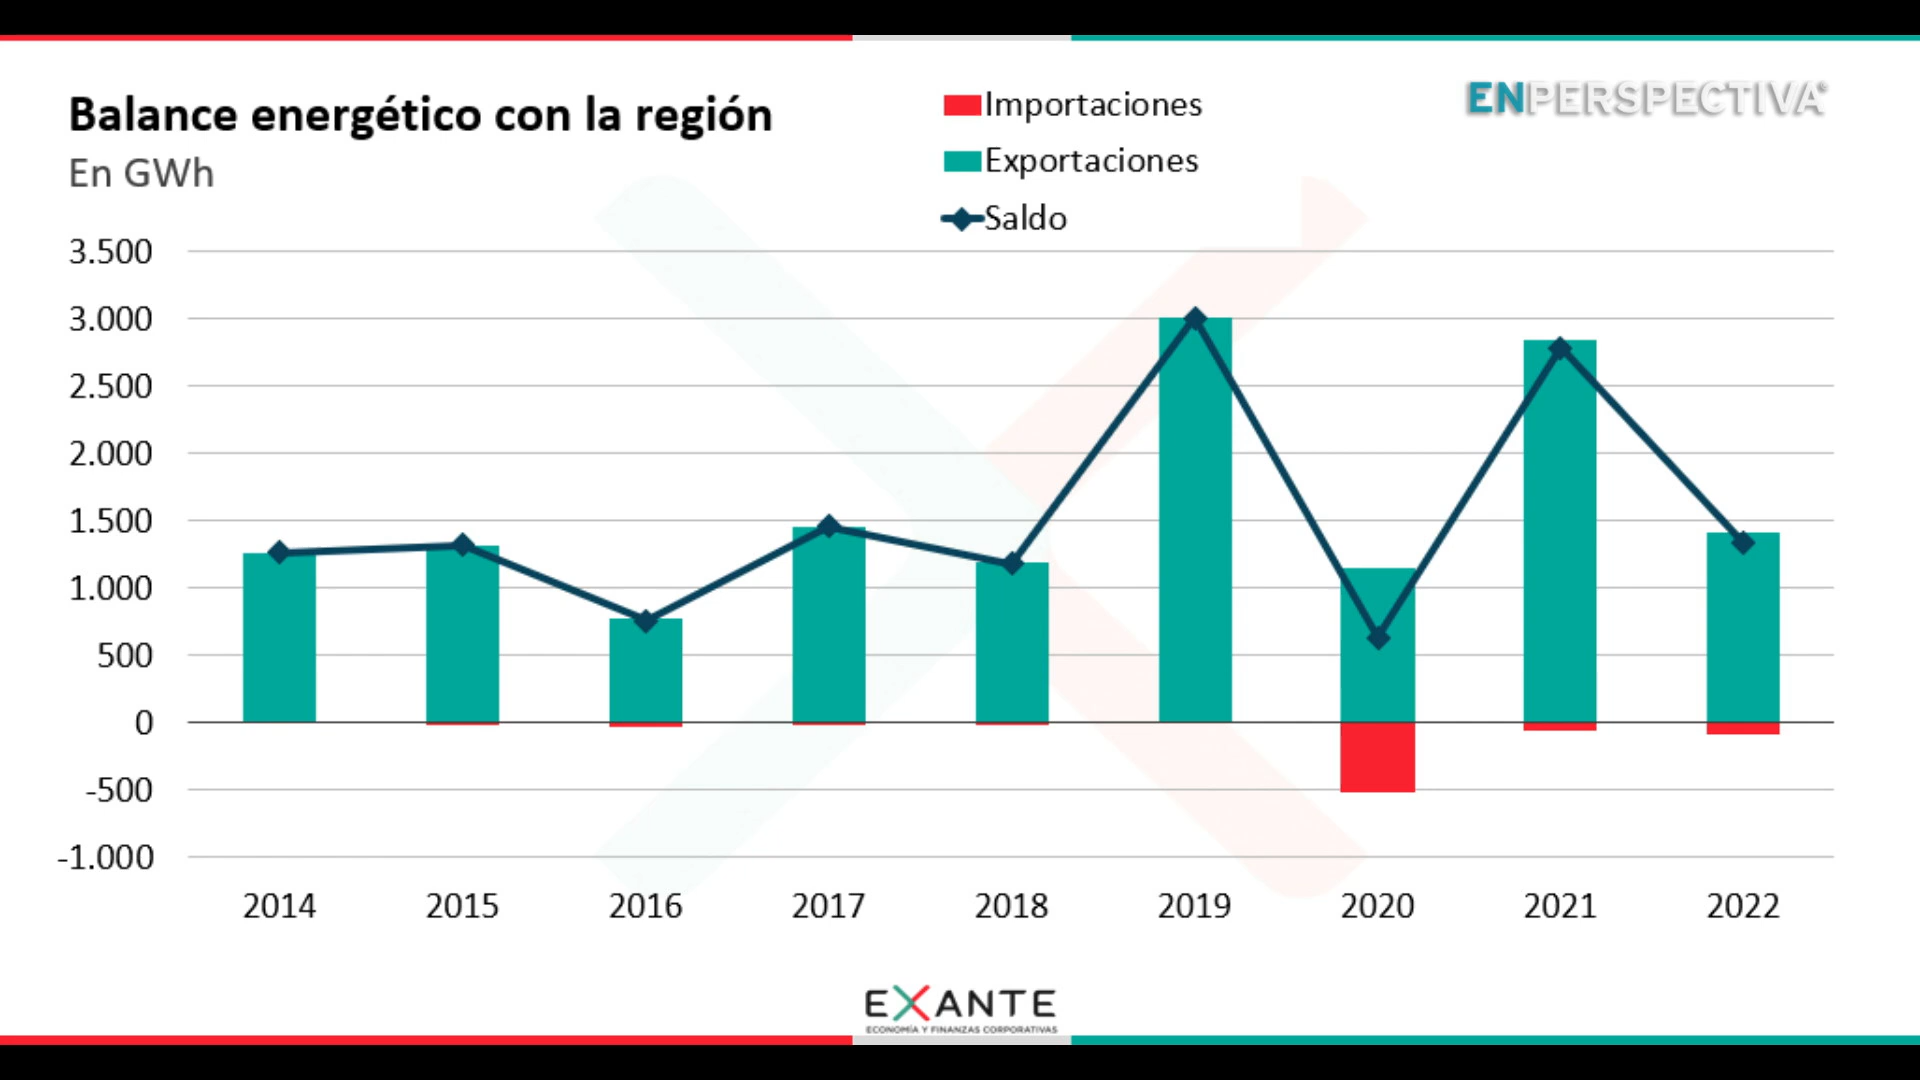 Balance energético con la región
En GWh
Importaciones
Exportaciones
Saldo
ENPERSPECTIVA
3.500
3.000
2.500
2.000
1.500
1.000
500
0
-500
-1.000
2014 2015 2016 2017 2018 2019 2020 2021 2022
EXANTE
ECONOMÍA Y FINANZAS CORPORATIVAS